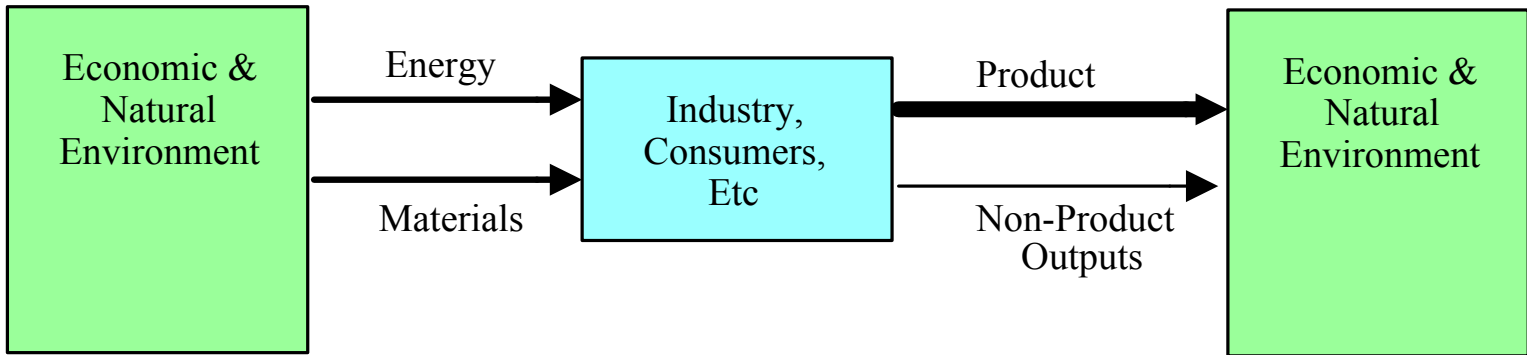 Economic &
Natural
Environment
Energy
Materials
Industry,
Consumers,
Etc
Product
Non-Product
Outputs
Economic &
Natural
Environment